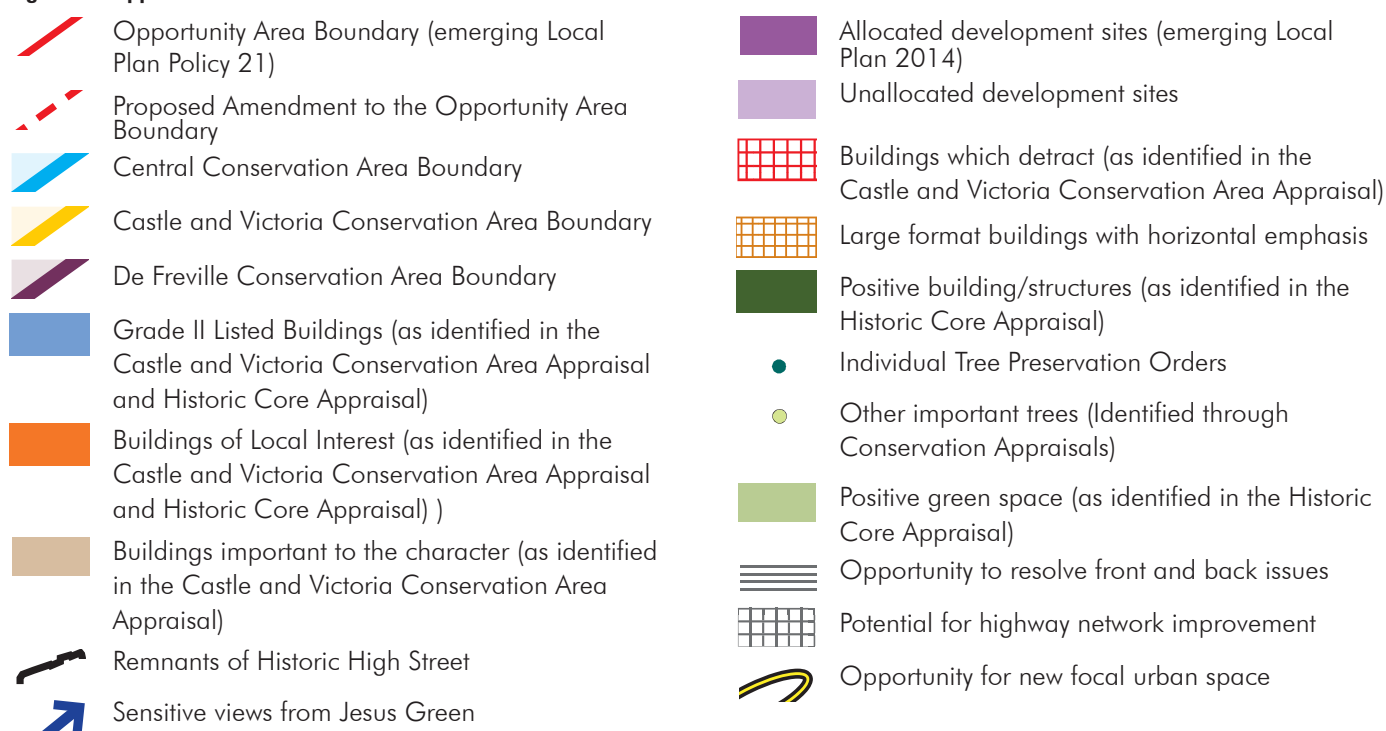 Opportunity Area Boundary (emerging Local
Plan Policy 21)
Proposed Amendment to the Opportunity Area
Boundary
Central Conservation Area Boundary
Castle and Victoria Conservation Area Boundary
De Freville Conservation Area Boundary
Grade II Listed Buildings (as identified in the
Castle and Victoria Conservation Area Appraisal
and Historic Core Appraisal)
Buildings of Local Interest (as identified in the
Castle and Victoria Conservation Area Appraisal
and Historic Core Appraisal) )
Buildings important to the character (as identified
in the Castle and Victoria Conservation Area
Appraisal)
Remnants of Historic High Street
Sensitive views from Jesus Green
Allocated development sites (emerging Local
Plan 2014)
Unallocated development sites
Buildings which detract (as identified in the
Castle and Victoria Conservation Area Appraisal)
Large format buildings with horizontal emphasis
Positive building/structures (as identified in the
Historic Core Appraisal)
Individual Tree Preservation Orders
Other important trees (Identified through
Conservation Appraisals)
Positive green space (as identified in the Historic
Core Appraisal)
Opportunity to resolve front and back issues
Potential for highway network improvement
Opportunity for new focal urban space